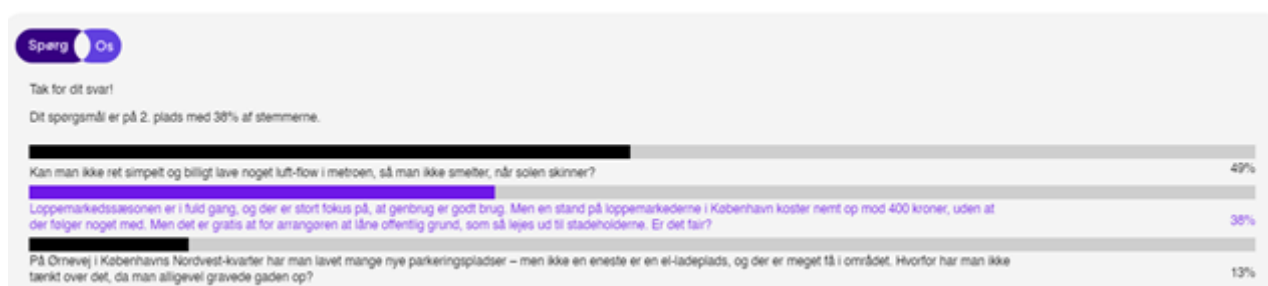 Spørg Os
Tak for dit svar!
Dit spørgsmål er på 2. plads med 38% af stemmerne.
Kan man ikke ret simpelt og billigt lave noget luft-flow i metroen, så man ikke smelter, når solen skinner?
49%
Loppemarkedssæsonen er i fuld gang, og der er stort fokus på, at genbrug er godt brug. Men en stand på loppemarkederne i København koster nemt op mod 400 kroner, uden at
der følger noget med. Men det er gratis at for arrangøren at låne offentlig grund, som så lejes ud til stadeholderne. Er det fair?
38%
På Ørnevej i Københavns Nordvest-kvarter har man lavet mange nye parkeringspladser – men ikke en eneste er en el-ladeplads, og der er meget få i området. Hvorfor har man ikke
tænkt over det, da man alligevel gravede gaden op?
13%